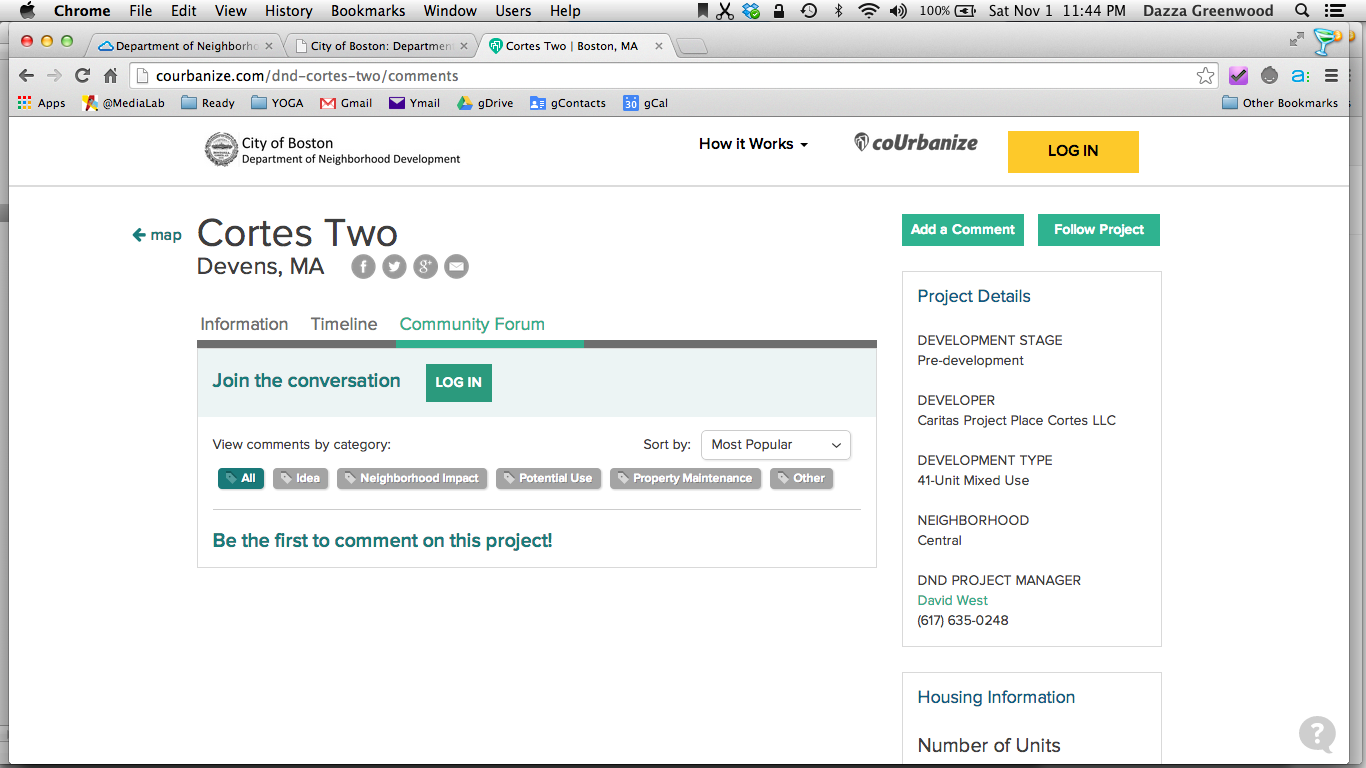 Chrome File Edit View History Bookmarks Window Users Help 100% Sat Nov 1 11:44 PM Dazza Greenwood
Department of Neighborho City of Boston: Departmen Cortes Two | Boston, MA
courbanize.com/dnd-cortes-two/comments
Apps @MediaLab Ready YOGA Gmail Ymail gDrive 30 gContacts gCal Other Bookmarks
City of Boston
Department of Neighborhood Development
How it Works
coUrbanize
LOG IN
map
Cortes Two
Devens, MA
Add a Comment Follow Project
Information Timeline Community Forum
Join the conversation LOG IN
View comments by category: Sort by: Most Popular
All Idea Neighborhood Impact Potential Use Property Maintenance Other
Be the first to comment on this project!
Project Details
DEVELOPMENT STAGE
Pre-development
DEVELOPER
Caritas Project Place Cortes LLC
DEVELOPMENT TYPE
41-Unit Mixed Use
NEIGHBORHOOD
Central
DND PROJECT MANAGER
David West
(617) 635-0248
Housing Information
Number of Units
?